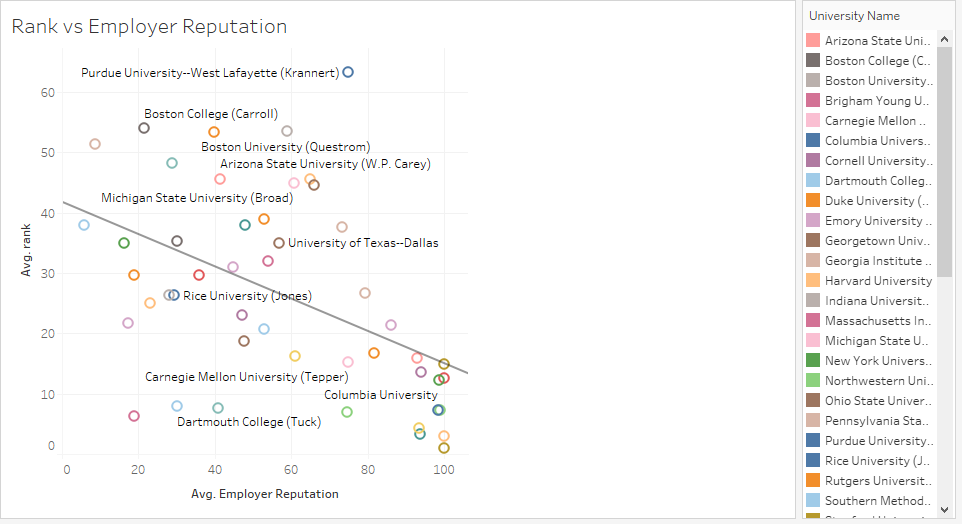 Rank vs Employer Reputation
University Name
Arizona State Uni..
Boston College (C..
Boston University..
Brigham Young U..
Carnegie Mellon ..
Columbia Univers..
Cornell University..
Dartmouth Colleg..
Duke University (..
Emory University ..
Georgetown Univ..
Georgia Institute ..
Harvard University
Indiana Universit..
Massachusetts In..
Michigan State U..
New York Univers..
Northwestern Uni..
Ohio State Univer..
Pennsylvania Sta..
Purdue University..
Rice University (J..
Rutgers Universit..
Southern Method..
Purdue University--West Lafayette (Krannert)
Boston College (Carroll)
Boston University (Questrom)
Arizona State University (W.P. Carey)
Michigan State University (Broad)
University of Texas--Dallas
Rice University (Jones)
Carnegie Mellon University (Tepper)
Columbia University
Dartmouth College (Tuck)
Avg. rank
60
50
40
30
20
10
0
0 20 40 60 80 100
Avg. Employer Reputation